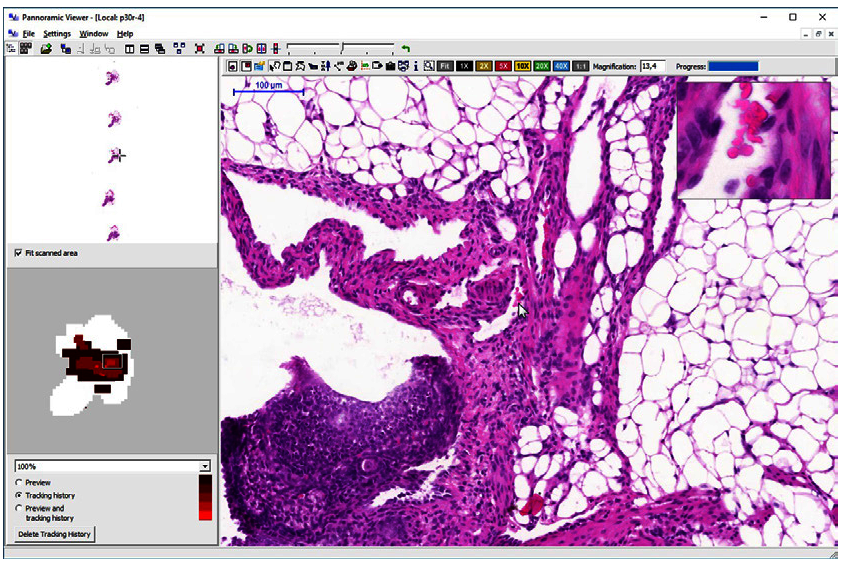 Pannoramic Viewer - [Local: p30r-4]
File Settings Window Help
Fit 1X 2X 5X 10X 20X 40X 1:1 Magnification: 13,4 Progress:
100 µm
Fit scanned area
100%
Preview
Tracking history
Preview and
tracking history
Delete Tracking History